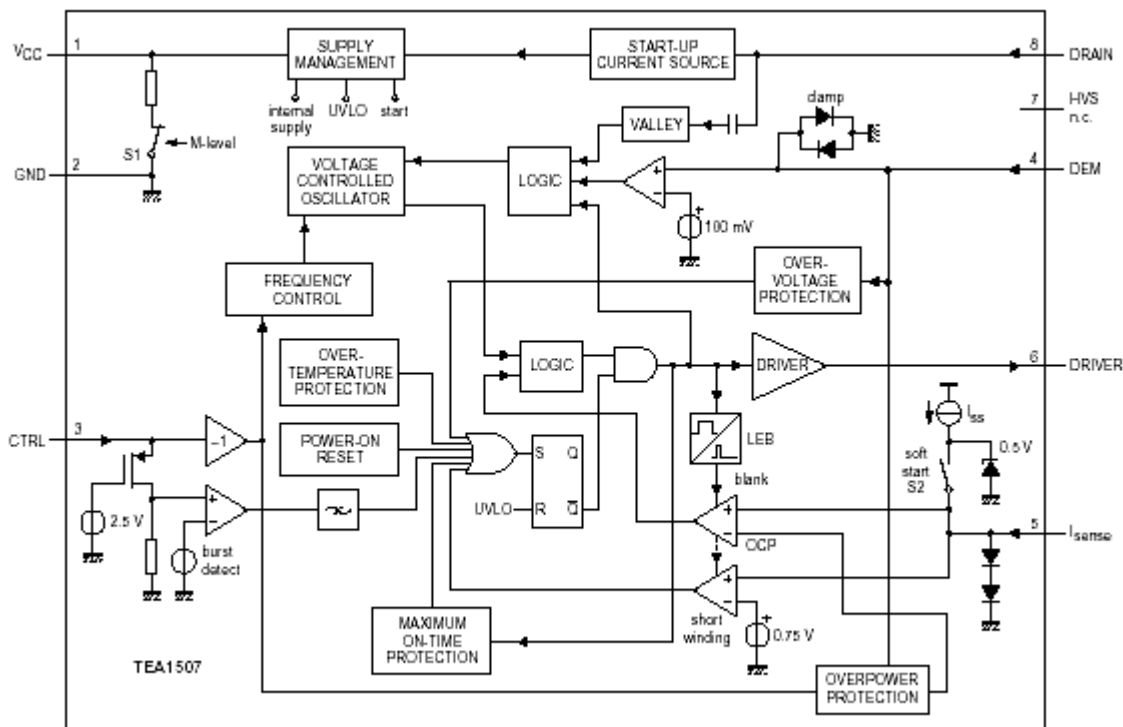 VCC
1
SUPPLY
MANAGEMENT
START-UP
CURRENT SOURCE
8
DRAIN
internal
supply
UVLO
start
clamp
7
HVS
n.c.
S1
M-level
VALLEY
GND
2
VOLTAGE
CONTROLLED
OSCILLATOR
LOGIC
+
−
4
DEM
+
100 mV
FREQUENCY
CONTROL
OVER-
VOLTAGE
PROTECTION
OVER-
TEMPERATURE
PROTECTION
LOGIC
DRIVER
6
DRIVER
Iss
CTRL
3
−1
POWER-ON
RESET
S
Q
LEB
0.5 V
soft
start
S2
blank
2.5 V
+
−
burst
detect
UVLO
R
Q
+
−
OCP
5
Isense
+
−
short
winding
+
0.75 V
MAXIMUM
ON-TIME
PROTECTION
TEA1507
OVERPOWER
PROTECTION